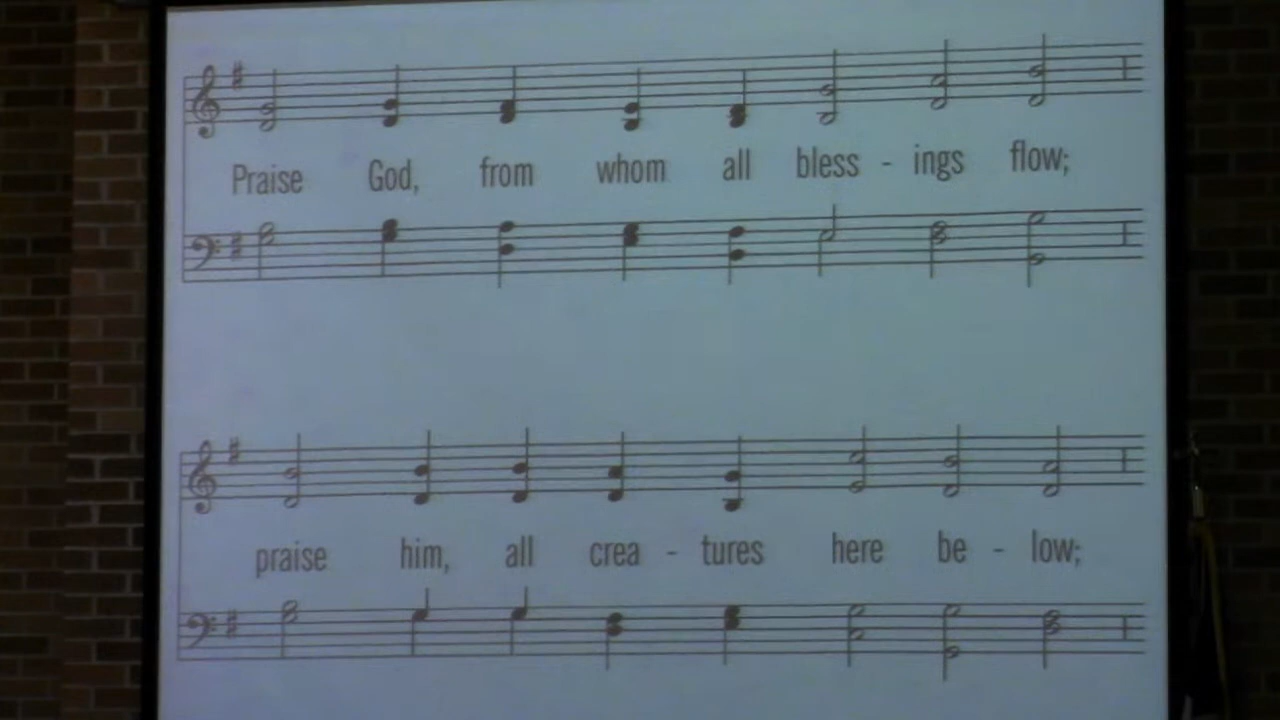 Praise God, from whom all bless - ings flow;
praise him, all crea - tures here be - low;